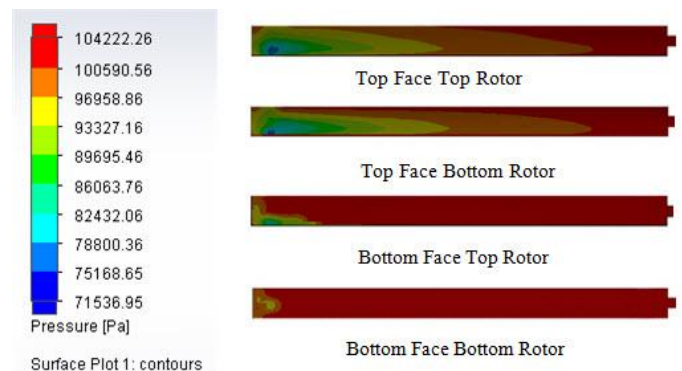 104222.26
100590.56
96958.86
93327.16
89695.46
86063.76
82432.06
78800.36
75168.65
71536.95
Pressure [Pa]
Surface Plot 1: contours
Top Face Top Rotor
Top Face Bottom Rotor
Bottom Face Top Rotor
Bottom Face Bottom Rotor